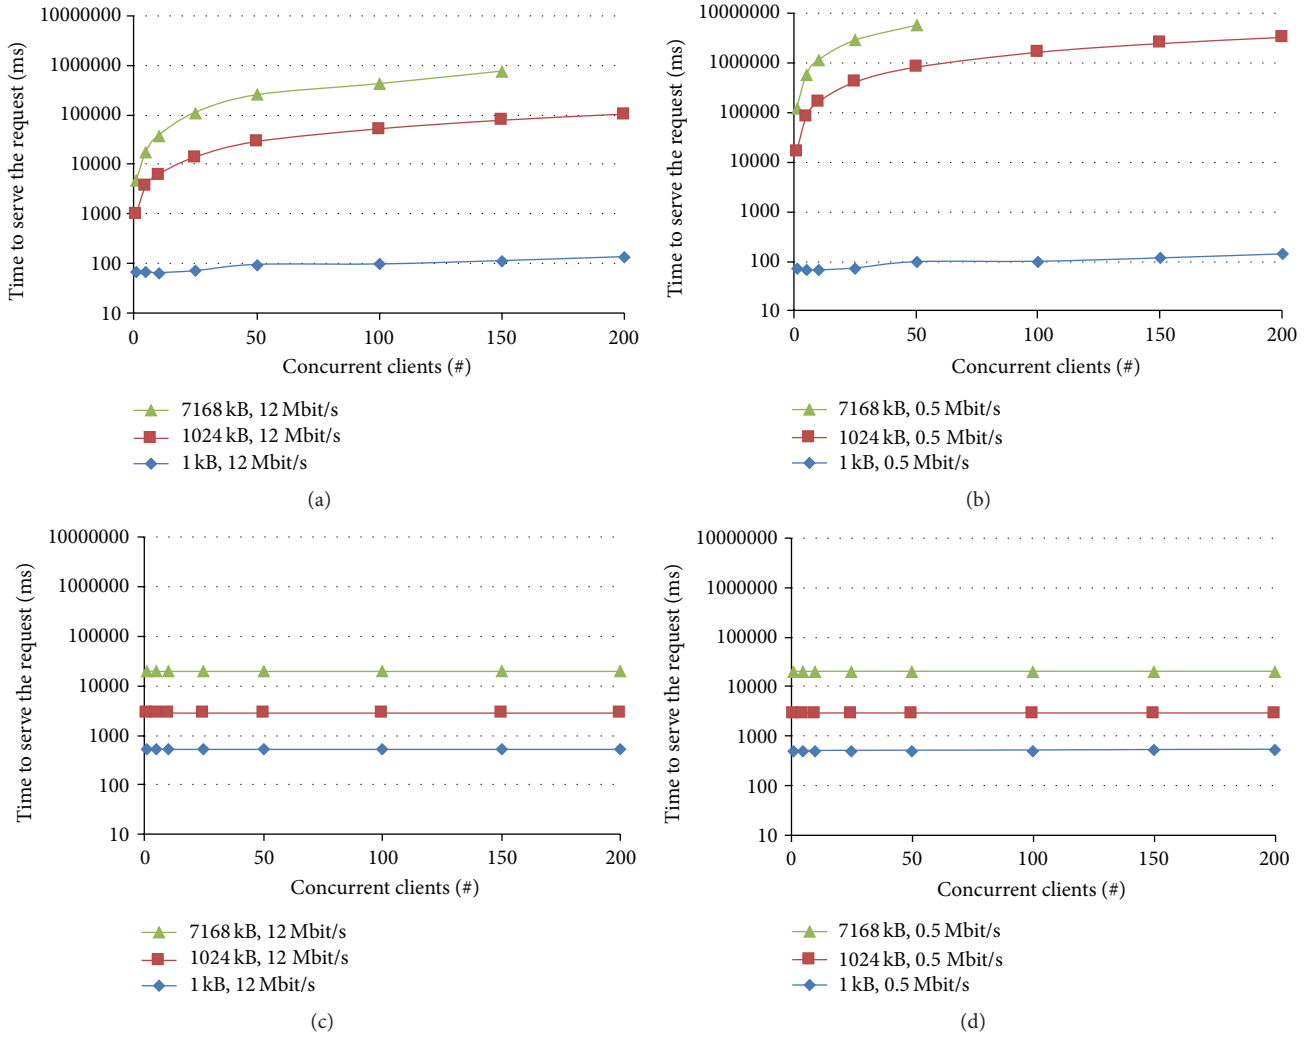 10000000
1000000
100000
10000
1000
100
10
Time to serve the request (ms)
0 50 100 150 200
Concurrent clients (#)
7168 kB, 12 Mbit/s
1024 kB, 12 Mbit/s
1 kB, 12 Mbit/s
(a)
10000000
1000000
100000
10000
1000
100
10
Time to serve the request (ms)
0 50 100 150 200
Concurrent clients (#)
7168 kB, 0.5 Mbit/s
1024 kB, 0.5 Mbit/s
1 kB, 0.5 Mbit/s
(b)
10000000
1000000
100000
10000
1000
100
10
Time to serve the request (ms)
0 50 100 150 200
Concurrent clients (#)
7168 kB, 12 Mbit/s
1024 kB, 12 Mbit/s
1 kB, 12 Mbit/s
(c)
10000000
1000000
100000
10000
1000
100
10
Time to serve the request (ms)
0 50 100 150 200
Concurrent clients (#)
7168 kB, 0.5 Mbit/s
1024 kB, 0.5 Mbit/s
1 kB, 0.5 Mbit/s
(d)